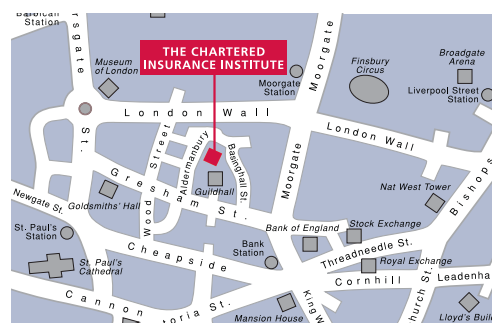 Barbican
Station
rsgate
St.
Museum
of London
THE CHARTERED
INSURANCE INSTITUTE
Moorgate
Station
Moorgate
Finsbury
Circus
Broadgate
Arena
Liverpool Street
Station
London Wall
London Wall
Wood Street
Aldermanbury
Basinghall St.
Guildhall
Moorgate
Gresham St.
Goldsmiths' Hall
Newgate St.
Nat West Tower
Bishops
St. Paul's
Station
Bank of England
Stock Exchange
Threadneedle St.
Cheapside
Bank
Station
St. Paul's
Cathedral
Royal Exchange
Cornhill
Leadenha
Cannon
toria St.
Mansion House
King W
hurch St.
Lloyd's Buil